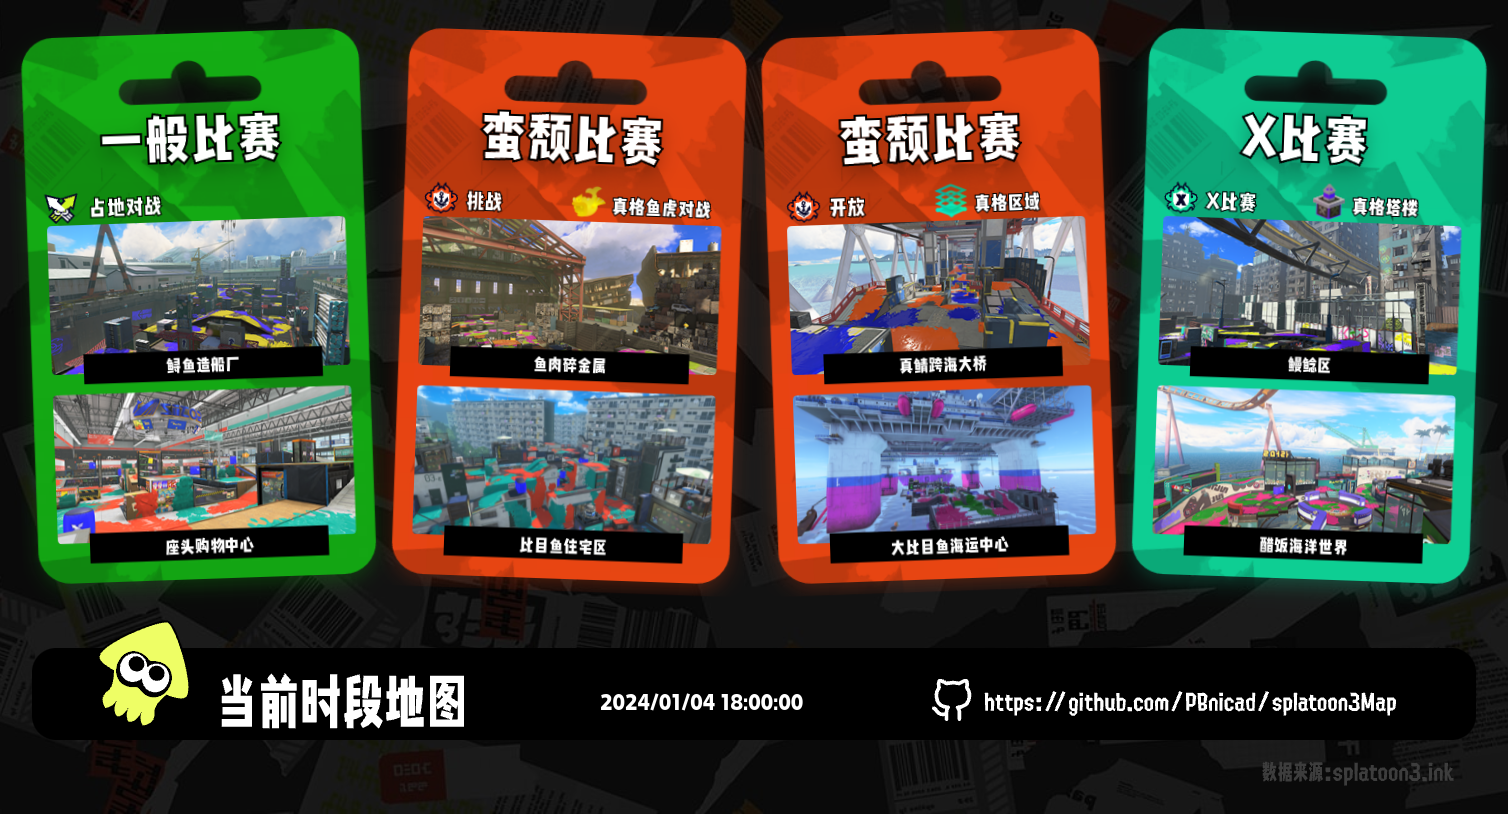 一般比赛
占地对战
鲟鱼造船厂
座头购物中心
蛮颓比赛
挑战
真格鱼虎对战
鱼肉碎金属
比目鱼住宅区
蛮颓比赛
开放
真格区域
真鲷跨海大桥
大比目鱼海运中心
X比赛
X比赛
真格塔楼
鳗鲶区
醋饭海洋世界
当前时段地图
2024/01/04 18:00:00
https://github.com/PBnicad/splatoon3Map
数据来源:splatoon3.ink